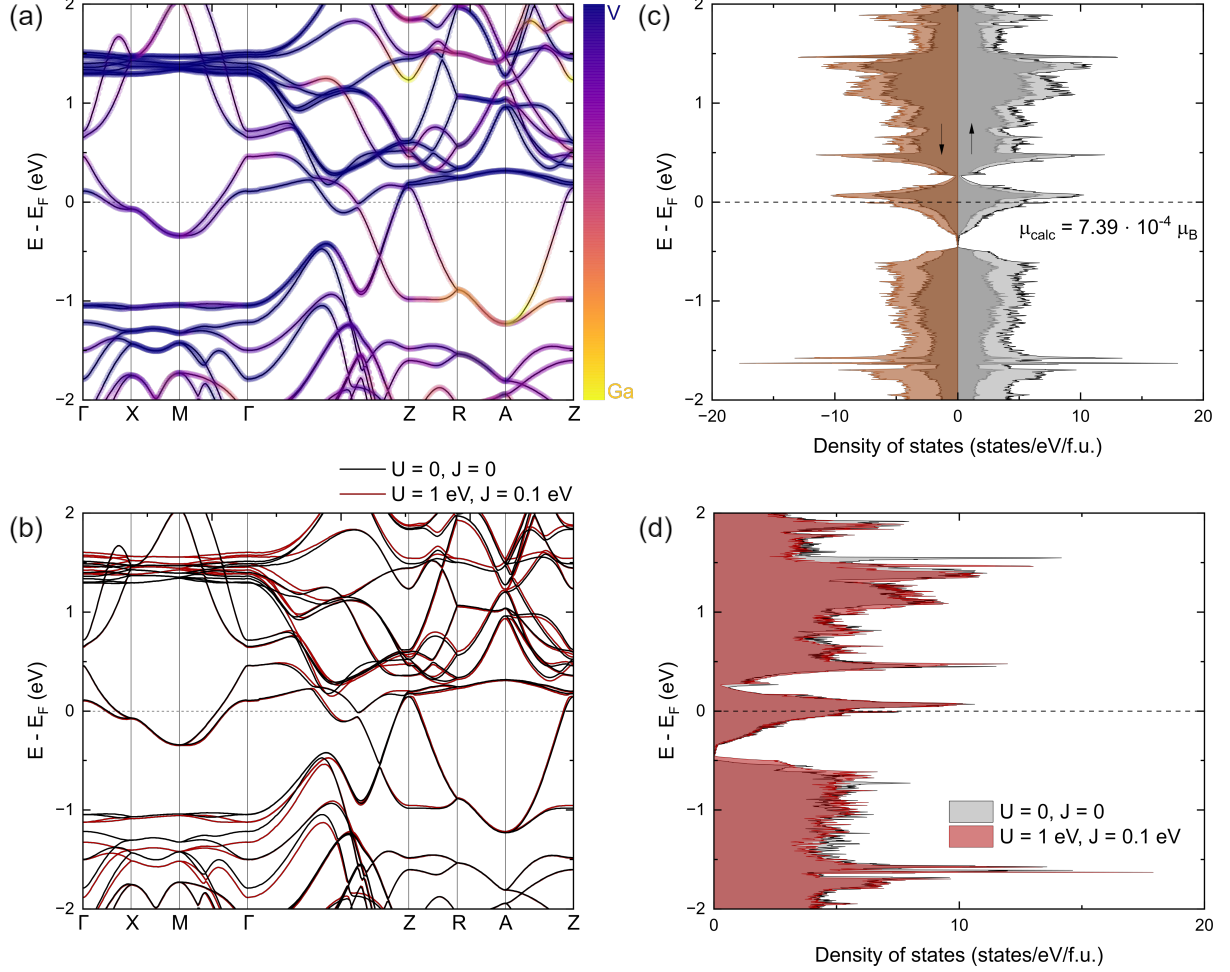 (a)
V
Ga
2
1
0
−1
−2
E - E_F (eV)
Γ X M Γ Z R A Z
(c)
2
1
0
−1
−2
E - E_F (eV)
μ_calc = 7.39 · 10^-4 μ_B
−20 −10 0 10 20
Density of states (states/eV/f.u.)
U = 0, J = 0
U = 1 eV, J = 0.1 eV
(b)
2
1
0
−1
−2
E - E_F (eV)
Γ X M Γ Z R A Z
(d)
2
1
0
−1
−2
E - E_F (eV)
U = 0, J = 0
U = 1 eV, J = 0.1 eV
0 10 20
Density of states (states/eV/f.u.)